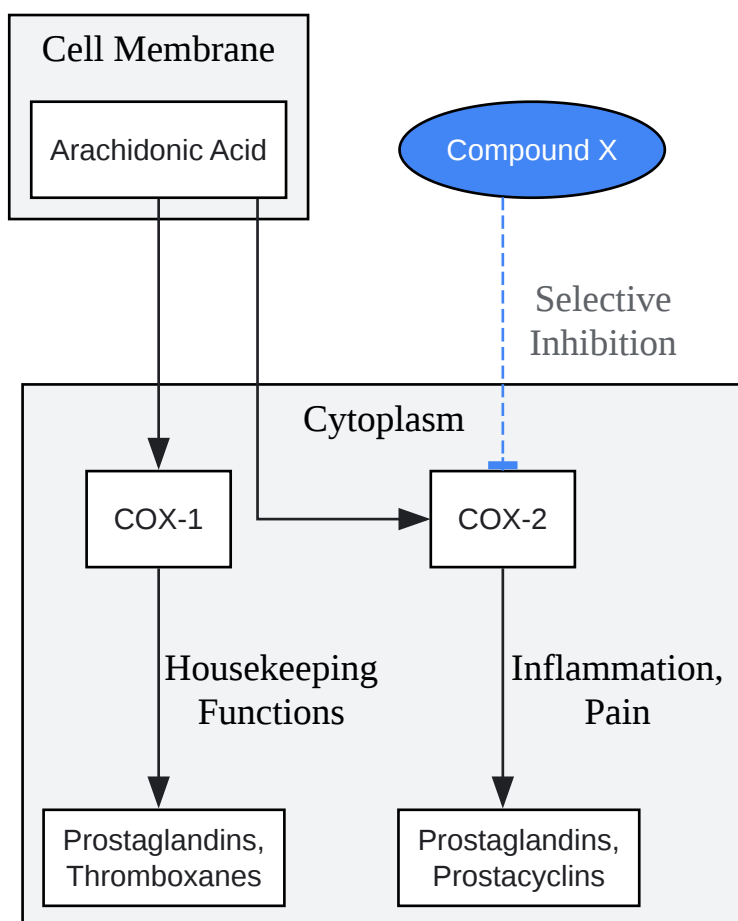 Cell Membrane
Arachidonic Acid
Compound X
Selective
Inhibition
Cytoplasm
COX-1
COX-2
Housekeeping
Functions
Inflammation,
Pain
Prostaglandins,
Thromboxanes
Prostaglandins,
Prostacyclins